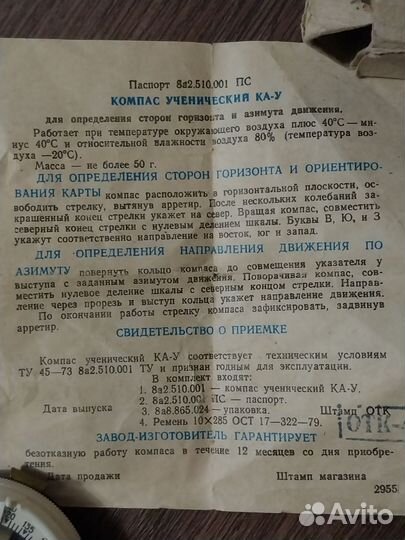 Паспорт 8а2.510.001 ПС
КОМПАС УЧЕНИЧЕСКИЙ КА-У
для определения сторон горизонта и азимута движения.
Работает при температуре окружающего воздуха плюс 40°С—ми-
нус 40°С и относительной влажности воздуха 80% (температура воз-
духа —20°С).
Масса — не более 50 г.
ДЛЯ ОПРЕДЕЛЕНИЯ СТОРОН ГОРИЗОНТА И ОРИЕНТИРО-
ВАНИЯ КАРТЫ компас расположить в горизонтальной плоскости, ос-
вободить стрелку, вытянув арретир. После нескольких колебаний за-
крашенный конец стрелки укажет на север. Вращая компас, совместить
северный конец стрелки с нулевым делением шкалы. Буквы В, Ю, и З
укажут соответственно направление на восток, юг и запад.
ДЛЯ ОПРЕДЕЛЕНИЯ НАПРАВЛЕНИЯ ДВИЖЕНИЯ ПО
АЗИМУТУ повернуть кольцо компаса до совмещения указателя у
выступа с заданным азимутом движения. Поворачивая компас, сов-
местить нулевое деление шкалы с северным концом стрелки. Направ-
ление через прорезь и выступ кольца укажет направление движения.
По окончании работы стрелку компаса зафиксировать, задвинув
арретир.
СВИДЕТЕЛЬСТВО О ПРИЕМКЕ
Компас ученический КА-У соответствует техническим условиям
ТУ 45—73 8а2.510.001 ТУ и признан годным для эксплуатации.
В комплект входят:
1. 8а2.510.001 — компас ученический КА-У.
2. 8а2.510.001 ПС — паспорт.
Дата выпуска 3. 8а8.865.024 — упаковка. Штамп ОТК
4. Ремень 10×285 ОСТ 17—322—79.
ОТК-4
ЗАВОД-ИЗГОТОВИТЕЛЬ ГАРАНТИРУЕТ
безотказную работу компаса в течение 12 месяцев со дня приобре-
тения.
Дата продажи Штамп магазина
2955
Avito